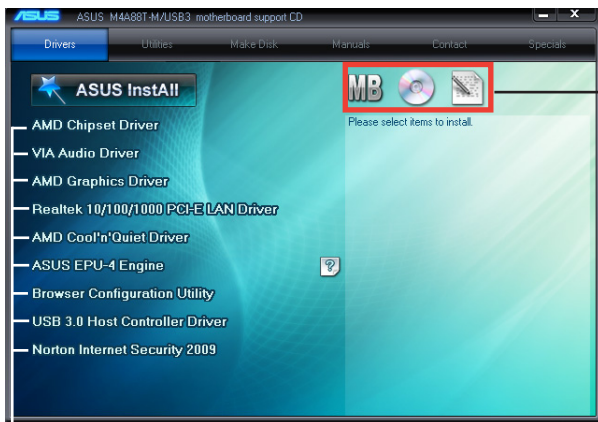 ASUS ASUS M4A88T-M/USB3 motherboard support CD
Drivers Utilities Make Disk Manuals Contact Specials
ASUS InstAll
MB
Please select items to install.
AMD Chipset Driver
VIA Audio Driver
AMD Graphics Driver
Realtek 10/100/1000 PCI-E LAN Driver
AMD Cool'n'Quiet Driver
ASUS EPU-4 Engine
?
Browser Configuration Utility
USB 3.0 Host Controller Driver
Norton Internet Security 2009